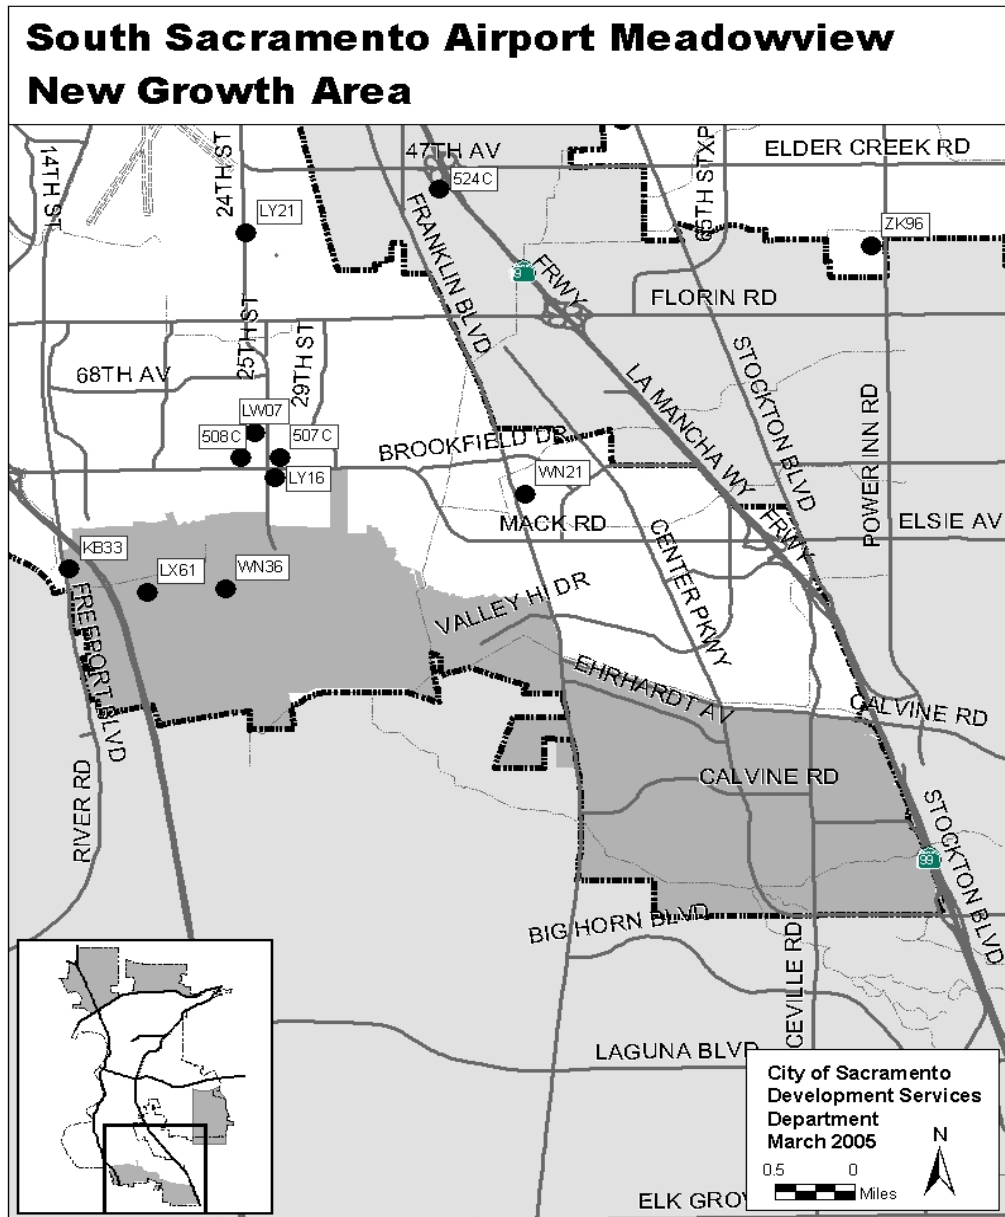 South Sacramento Airport Meadowview
New Growth Area
14TH ST
24TH ST
47TH AV
524C
65TH STXP
ELDER CREEK RD
LY21
FRANKLIN BLVD
ZK96
FRWY
FLORIN RD
25TH ST
29TH ST
68TH AV
LA MANCHA WY
STOCKTON BLVD
POWER INN RD
LW07
508C
507C
BROOKFIELD DR
LY16
WN21
MACK RD
ELSIE AV
CENTER PKWY
FRWY
KB33
LX61
WN36
VALLEY HI DR
FREEPORT BLVD
EHRHARDT AV
CALVINE RD
CALVINE RD
RIVER RD
99
STOCKTON BLVD
BIG HORN BLVD
CEVILLE RD
LAGUNA BLVD
City of Sacramento
Development Services
Department
March 2005
N
0.5 0
Miles
ELK GROV